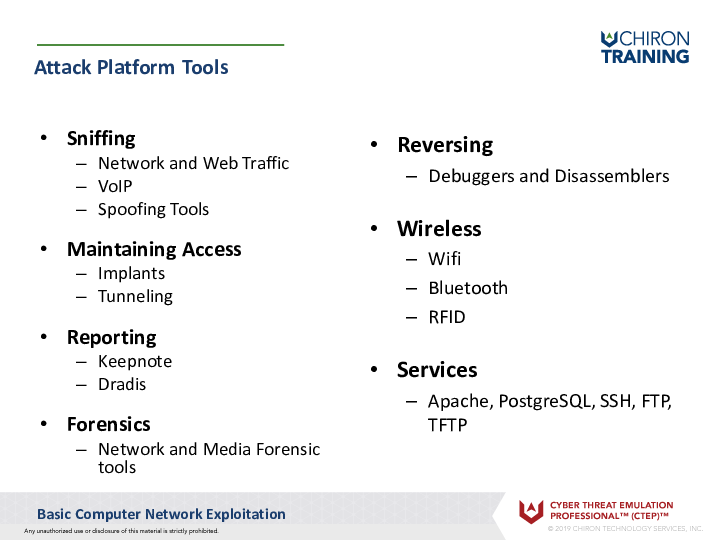 CHIRON
TRAINING
Attack Platform Tools
• Sniffing
– Network and Web Traffic
– VoIP
– Spoofing Tools
• Maintaining Access
– Implants
– Tunneling
• Reporting
– Keepnote
– Dradis
• Forensics
– Network and Media Forensic
tools
• Reversing
– Debuggers and Disassemblers
• Wireless
– Wifi
– Bluetooth
– RFID
• Services
– Apache, PostgreSQL, SSH, FTP,
TFTP
Basic Computer Network Exploitation
Any unauthorized use or disclosure of this material is strictly prohibited.
CYBER THREAT EMULATION
PROFESSIONAL™ (CTEP)™
© 2019 CHIRON TECHNOLOGY SERVICES, INC.